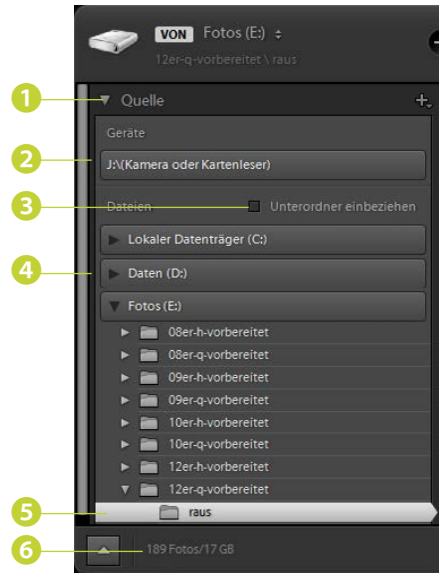 VON Fotos (E:)
12er-q-vorbereitet \ raus
1 Quelle +
Geräte
2 J:\(Kamera oder Kartenleser)
3 Dateien Unterordner einbeziehen
Lokaler Datenträger (C:)
4 Daten (D:)
Fotos (E:)
08er-h-vorbereitet
08er-q-vorbereitet
09er-h-vorbereitet
09er-q-vorbereitet
10er-h-vorbereitet
10er-q-vorbereitet
12er-h-vorbereitet
12er-q-vorbereitet
5 raus
6 189 Fotos/17 GB